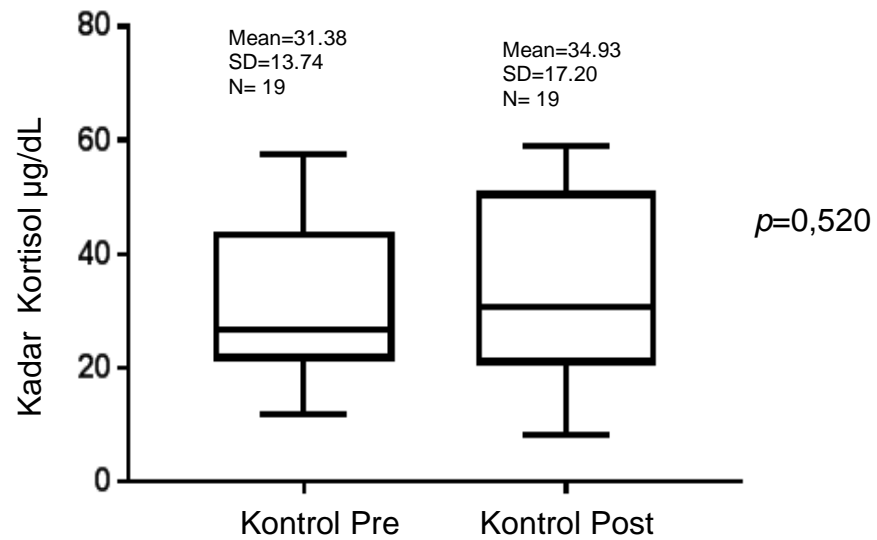 80
60
40
20
0
Kadar Kortisol µg/dL
Mean=31.38
SD=13.74
N= 19
Mean=34.93
SD=17.20
N= 19
p=0,520
Kontrol Pre
Kontrol Post